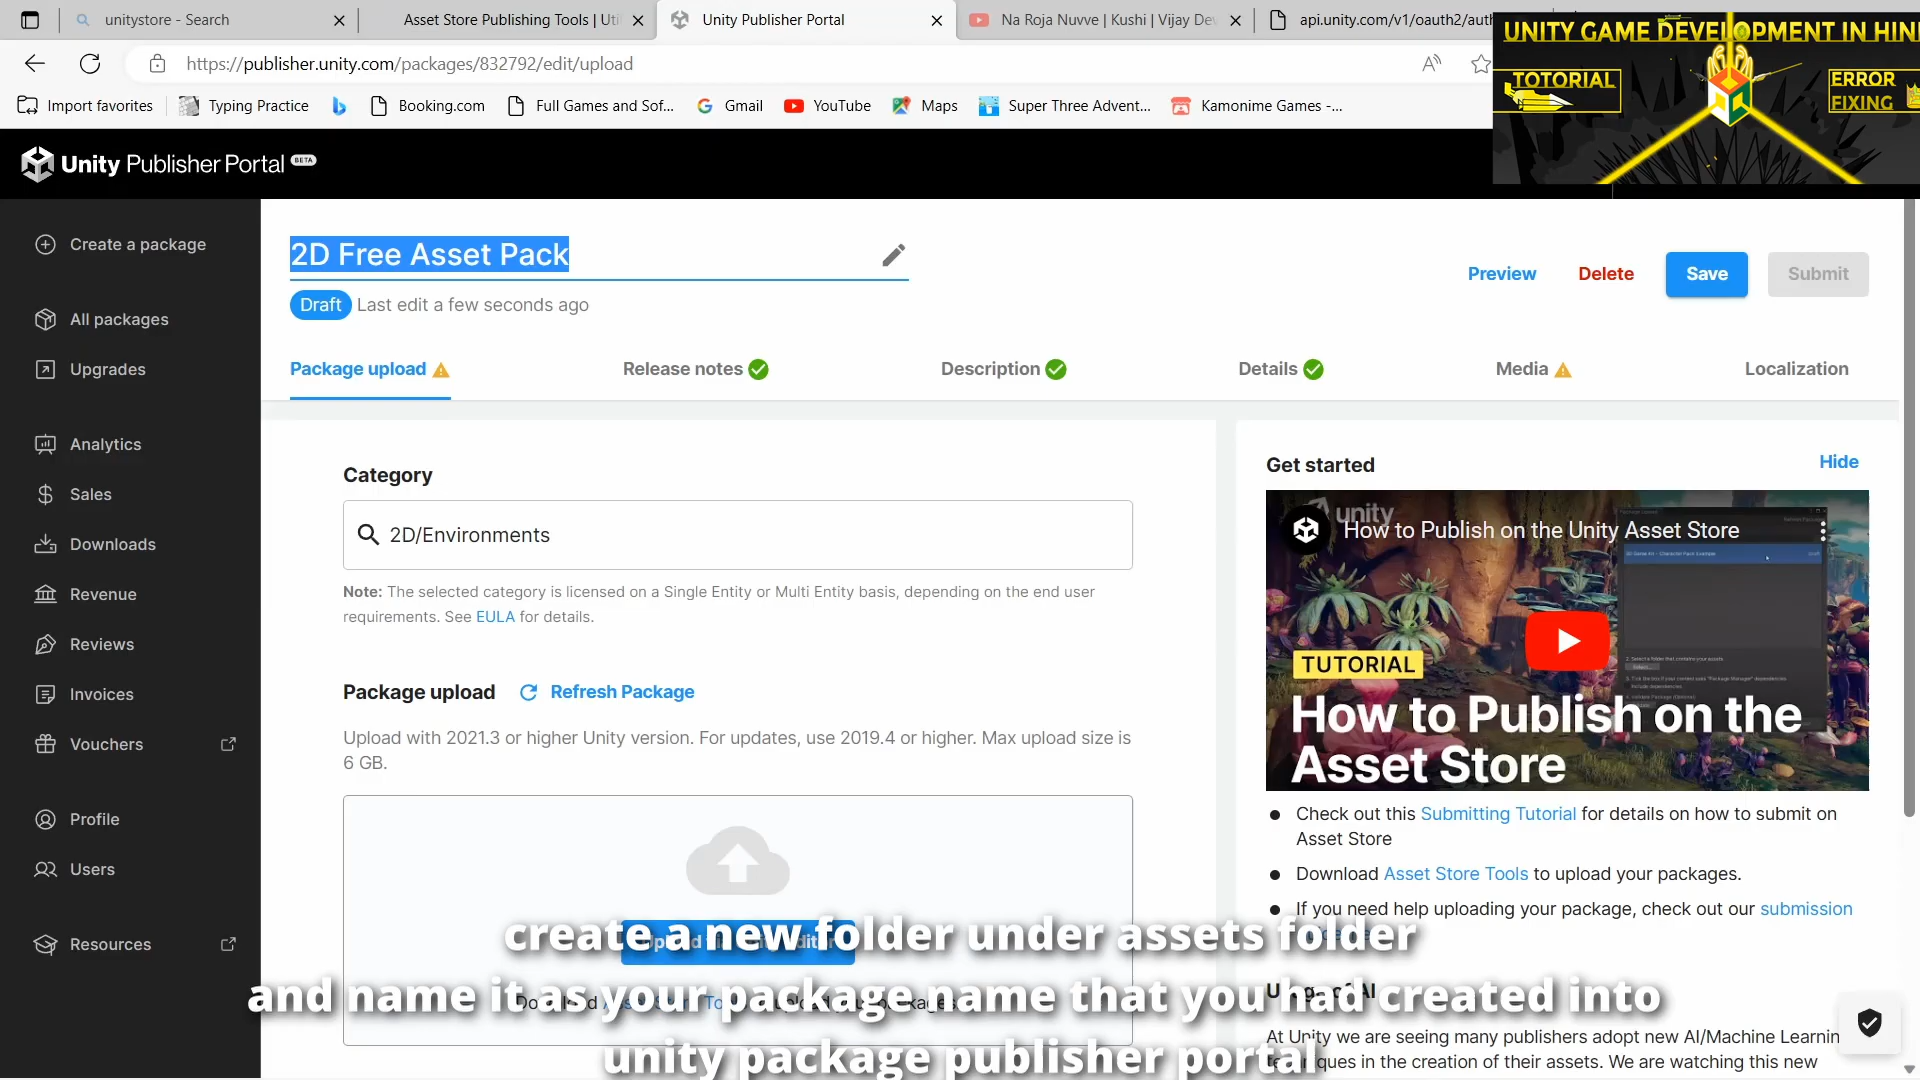 unitystore - Search
Asset Store Publishing Tools | Uti
Unity Publisher Portal
Na Roja Nuvve | Kushi | Vijay Dev
api.unity.com/v1/oauth2/auth
https://publisher.unity.com/packages/832792/edit/upload
UNITY GAME DEVELOPMENT IN HIN
TOTORIAL
ERROR
FIXING
Import favorites
Typing Practice
Booking.com
Full Games and Sof...
Gmail
YouTube
Maps
Super Three Advent...
Kamonime Games -...
Unity Publisher Portal BETA
Create a package
All packages
Upgrades
Analytics
Sales
Downloads
Revenue
Reviews
Invoices
Vouchers
Profile
Users
Resources
2D Free Asset Pack
Draft Last edit a few seconds ago
Preview Delete Save Submit
Package upload Release notes Description Details Media Localization
Category
2D/Environments
Note: The selected category is licensed on a Single Entity or Multi Entity basis, depending on the end user
requirements. See EULA for details.
Package upload Refresh Package
Upload with 2021.3 or higher Unity version. For updates, use 2019.4 or higher. Max upload size is
6 GB.
Get started Hide
unity
How to Publish on the Unity Asset Store
TUTORIAL
How to Publish on the
Asset Store
Check out this Submitting Tutorial for details on how to submit on
Asset Store
Download Asset Store Tools to upload your packages.
If you need help uploading your package, check out our submission
At Unity we are seeing many publishers adopt new AI/Machine Learnin
in the creation of their assets. We are watching this new
create a new folder under assets folder
and name it as your package name that you had created into
unity package publisher portal